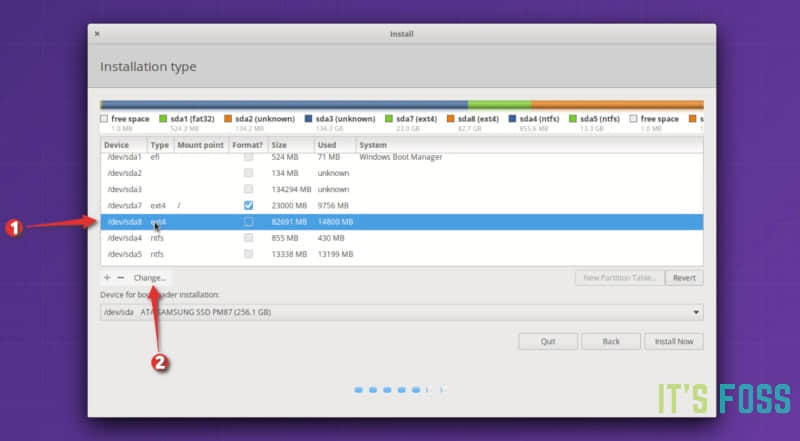 Install
Installation type
free space sda1 (fat32) sda2 (unknown) sda3 (unknown) sda7 (ext4) sda8 (ext4) sda4 (ntfs) sda5 (ntfs) free space s
1.0 MB 524.3 MB 134.2 MB 134.3 GB 23.0 GB 82.7 GB 855.6 MB 13.3 GB 1.0 MB
Device Type Mount point Format? Size Used System
/dev/sda1 efi 524 MB 71 MB Windows Boot Manager
/dev/sda2 134 MB unknown
/dev/sda3 134294 MB unknown
/dev/sda7 ext4 / 23000 MB 9756 MB
1 /dev/sda8 ext4 82691 MB 14800 MB
/dev/sda4 ntfs 855 MB 430 MB
/dev/sda5 ntfs 13338 MB 13199 MB
+ − Change... New Partition Table... Revert
Device for boot loader installation:
/dev/sda ATA SAMSUNG SSD PM87 (256.1 GB)
Quit Back Install Now
2
IT'S FOSS